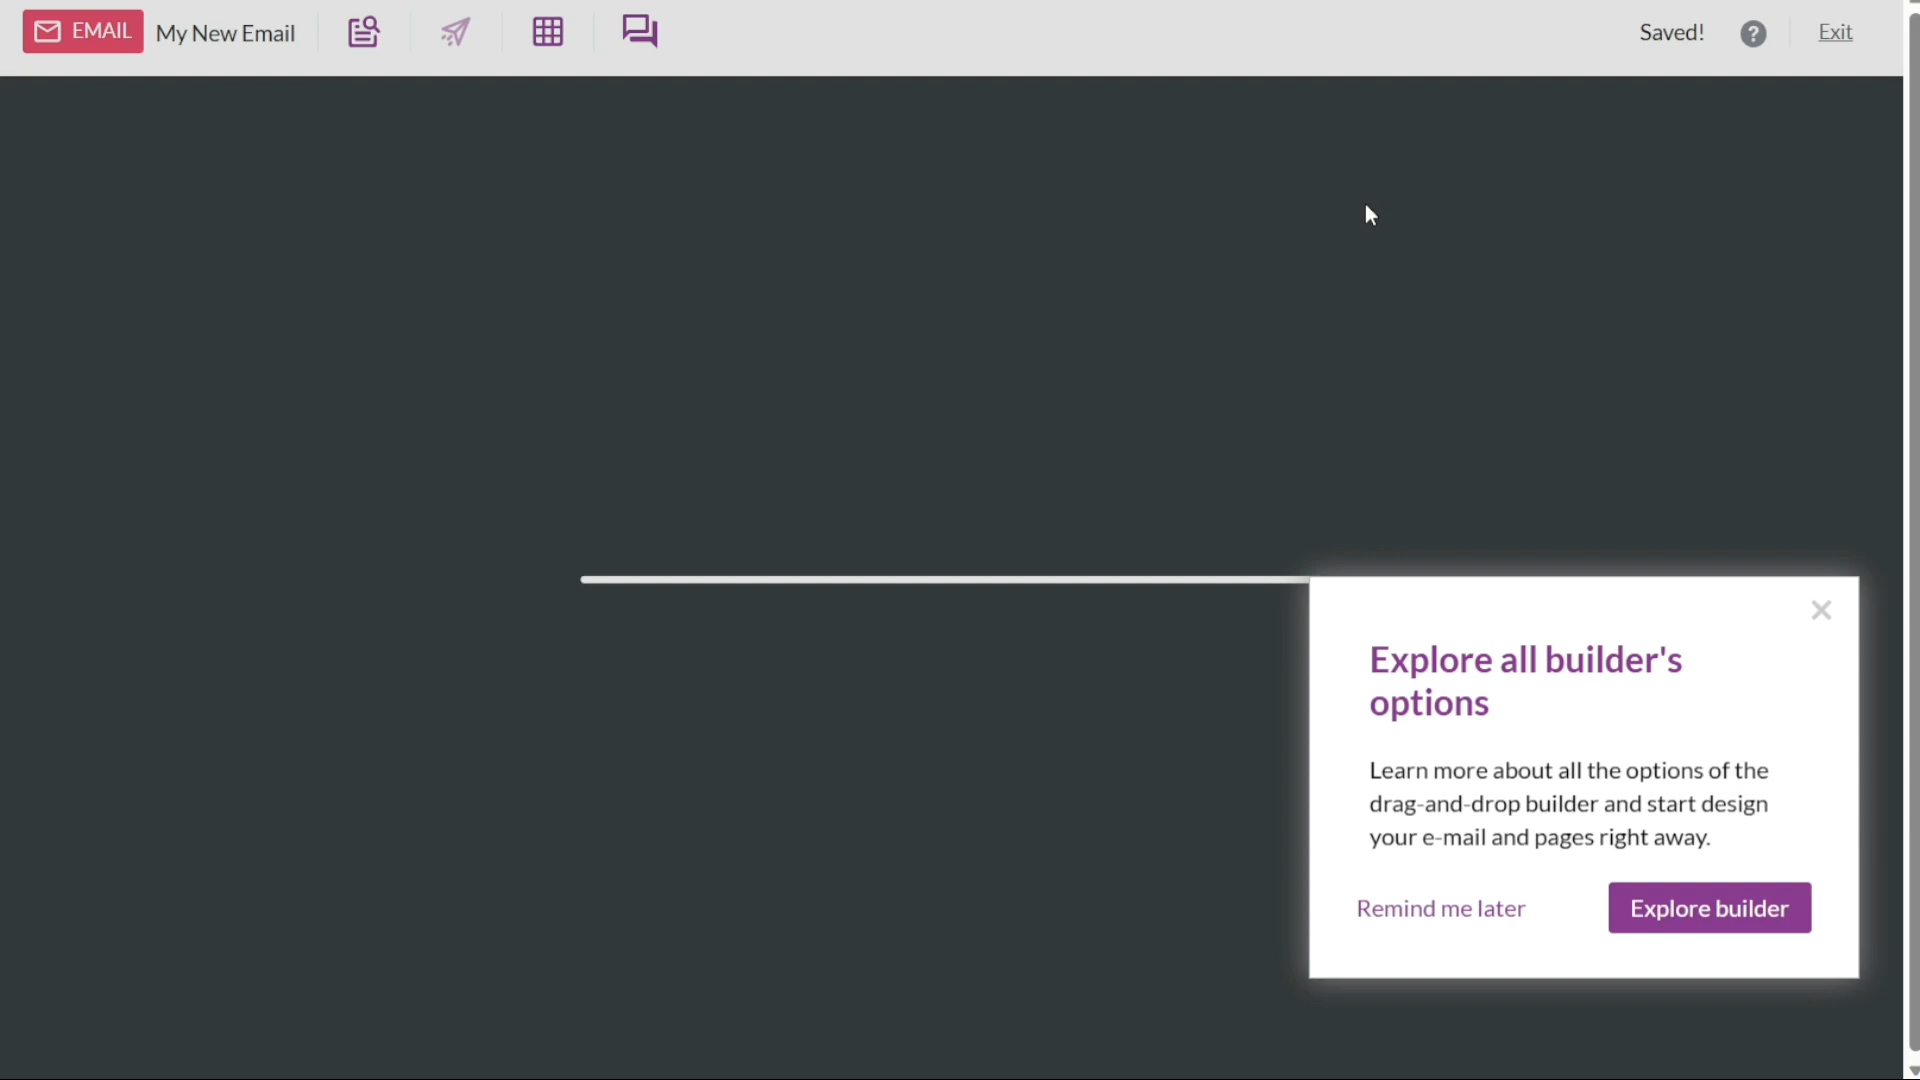 EMAIL My New Email Saved! ? Exit
Explore all builder's
options
Learn more about all the options of the
drag-and-drop builder and start design
your e-mail and pages right away.
Remind me later Explore builder